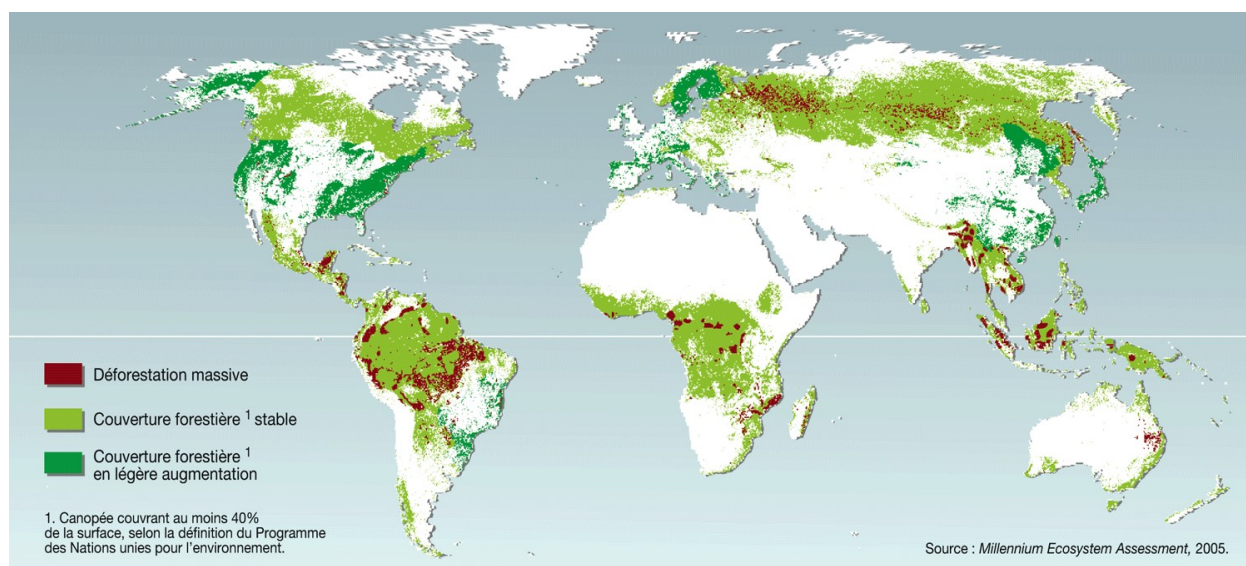 Déforestation massive
Couverture forestière ¹ stable
Couverture forestière ¹
en légère augmentation
1. Canopée couvrant au moins 40%
de la surface, selon la définition du Programme
des Nations unies pour l'environnement.
Source : Millennium Ecosystem Assessment, 2005.